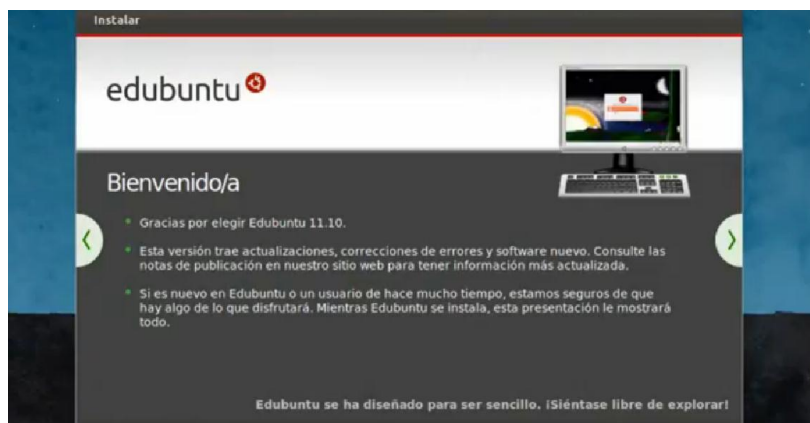 Instalar
edubuntu
Bienvenido/a
Gracias por elegir Edubuntu 11.10.
Esta versión trae actualizaciones, correcciones de errores y software nuevo. Consulte las
notas de publicación en nuestro sitio web para tener información más actualizada.
Si es nuevo en Edubuntu o un usuario de hace mucho tiempo, estamos seguros de que
hay algo de lo que disfrutará. Mientras Edubuntu se instala, esta presentación le mostrará
todo.
Edubuntu se ha diseñado para ser sencillo. ¡Siéntase libre de explorar!